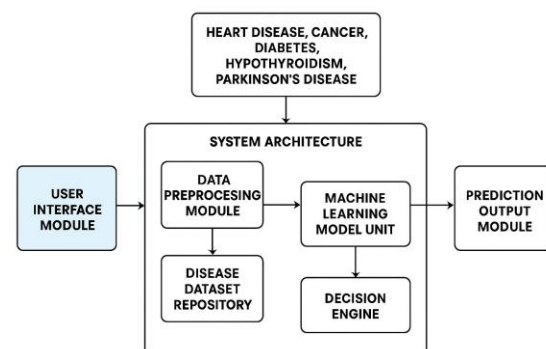 HEART DISEASE, CANCER,
DIABETES,
HYPOTHYROIDISM,
PARKINSON'S DISEASE
SYSTEM ARCHITECTURE
USER
INTERFACE
MODULE
DATA
PREPROCESING
MODULE
MACHINE
LEARNING
MODEL UNIT
PREDICTION
OUTPUT
MODULE
DISEASE
DATASET
REPOSITORY
DECISION
ENGINE